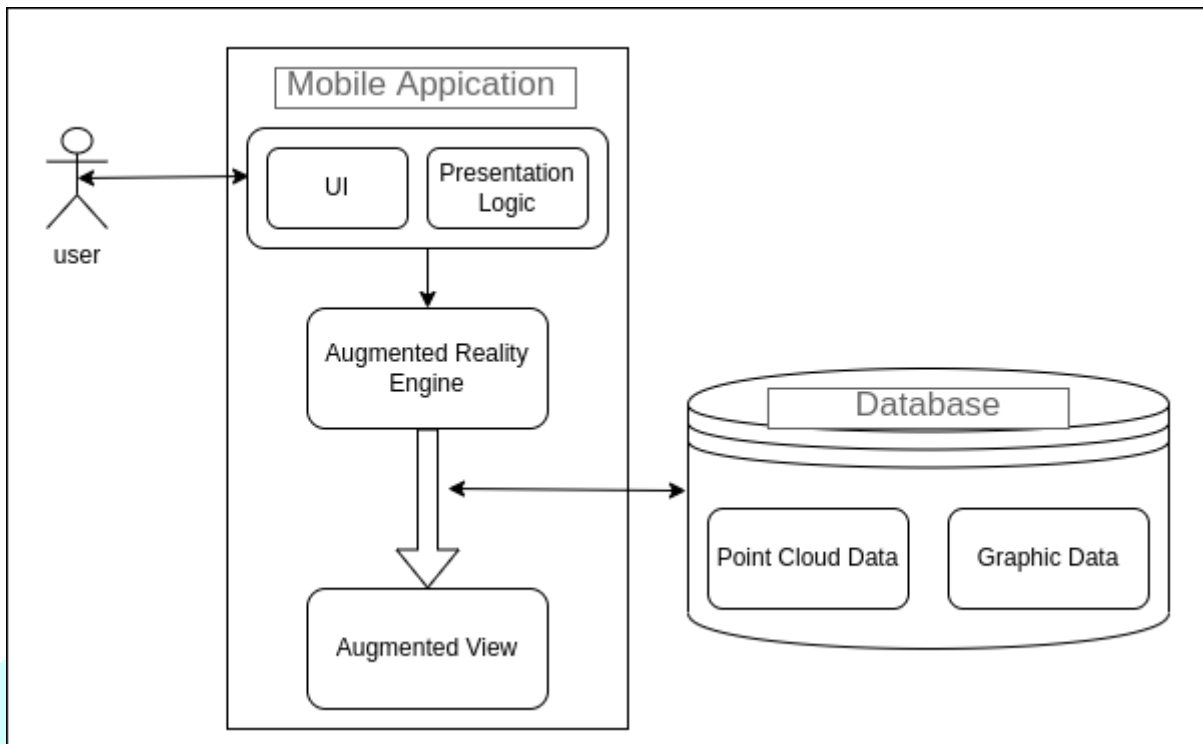 Mobile Appication
UI
Presentation
Logic
user
Augmented Reality
Engine
Database
Point Cloud Data
Graphic Data
Augmented View